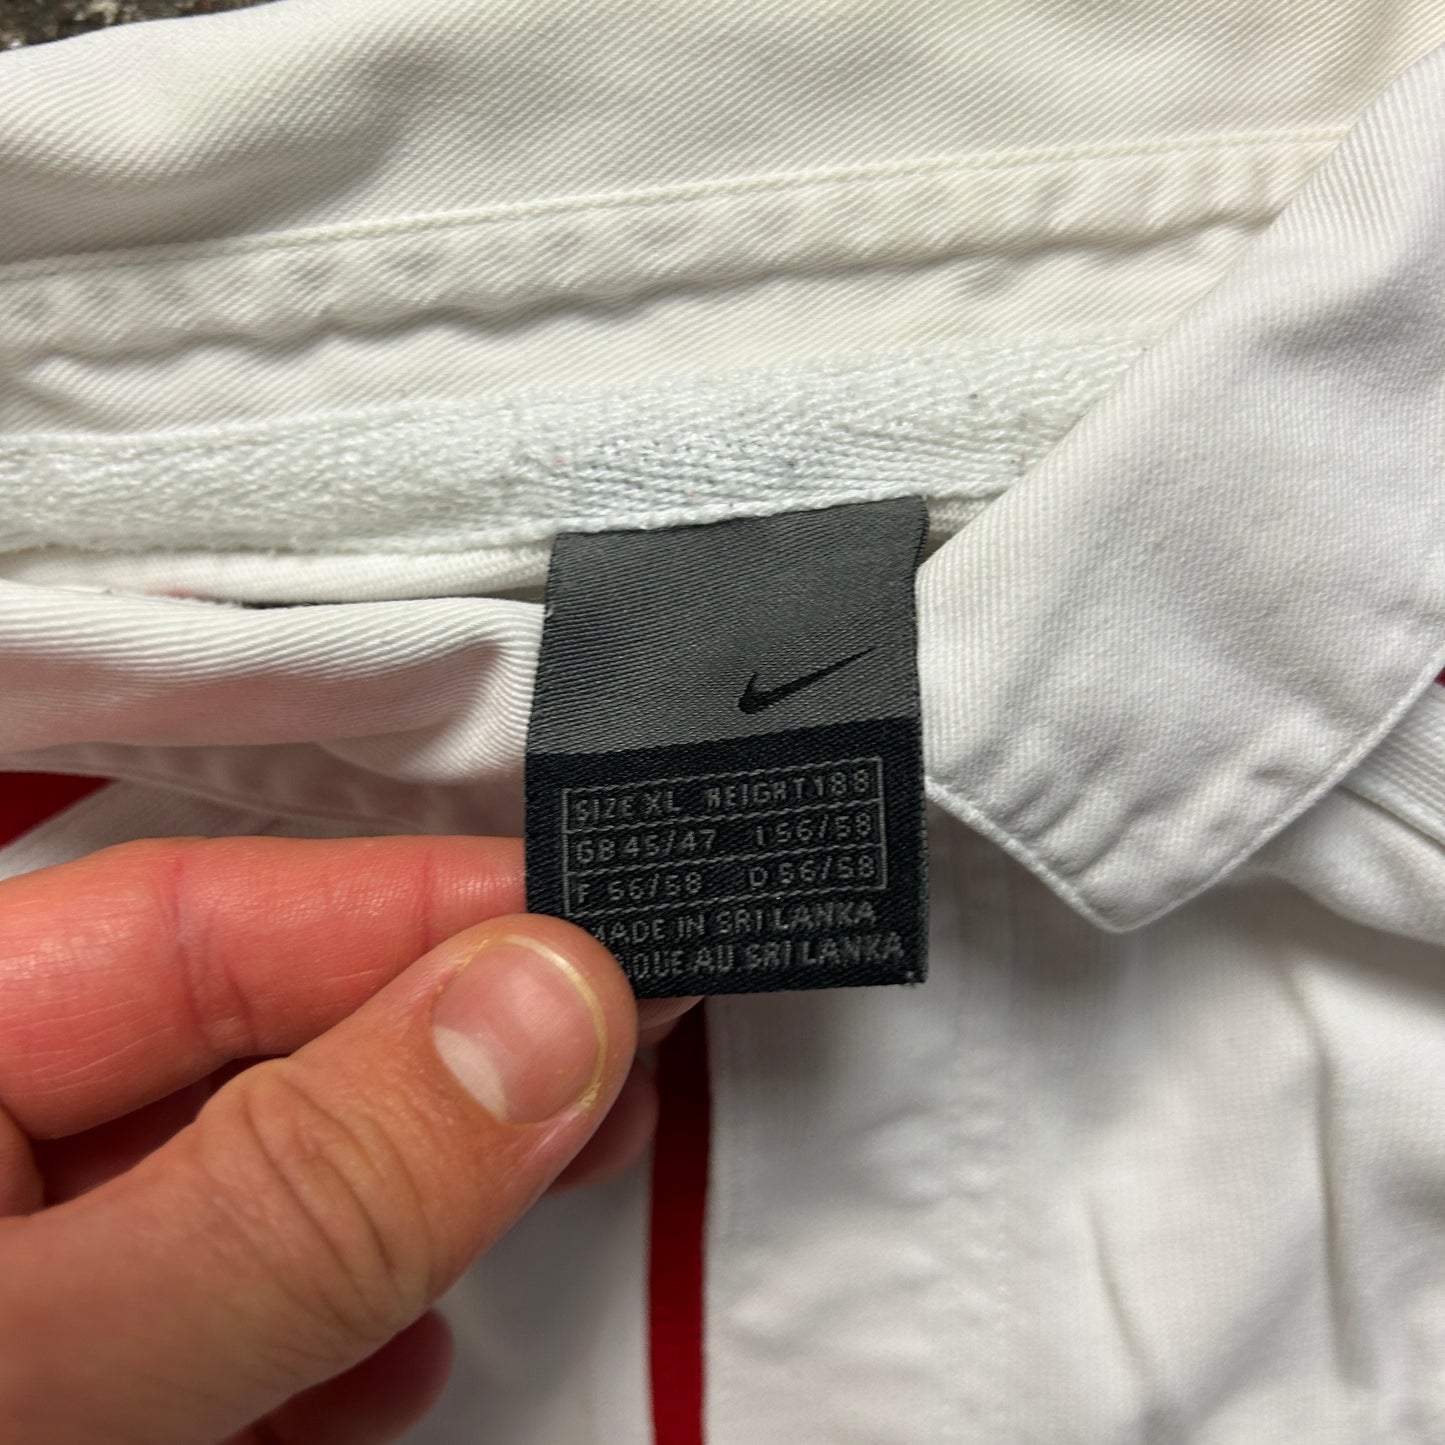 SIZE XL HEIGHT 188
GB 45/47 I 56/58
F 56/58 D 56/58
MADE IN SRI LANKA
AU SRI LANKA